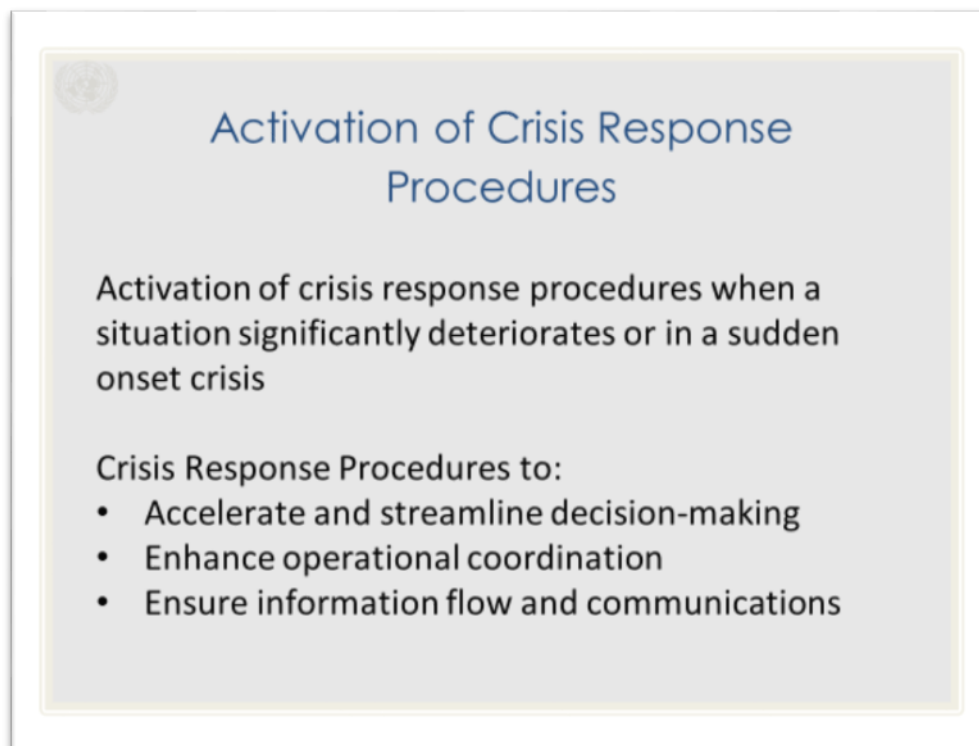 Activation of Crisis Response
Procedures
Activation of crisis response procedures when a
situation significantly deteriorates or in a sudden
onset crisis
Crisis Response Procedures to:
• Accelerate and streamline decision-making
• Enhance operational coordination
• Ensure information flow and communications